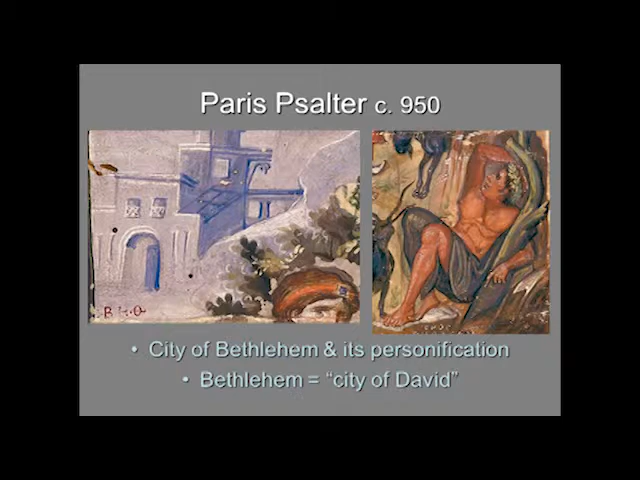 Paris Psalter c. 950
• City of Bethlehem & its personification
• Bethlehem = “city of David”